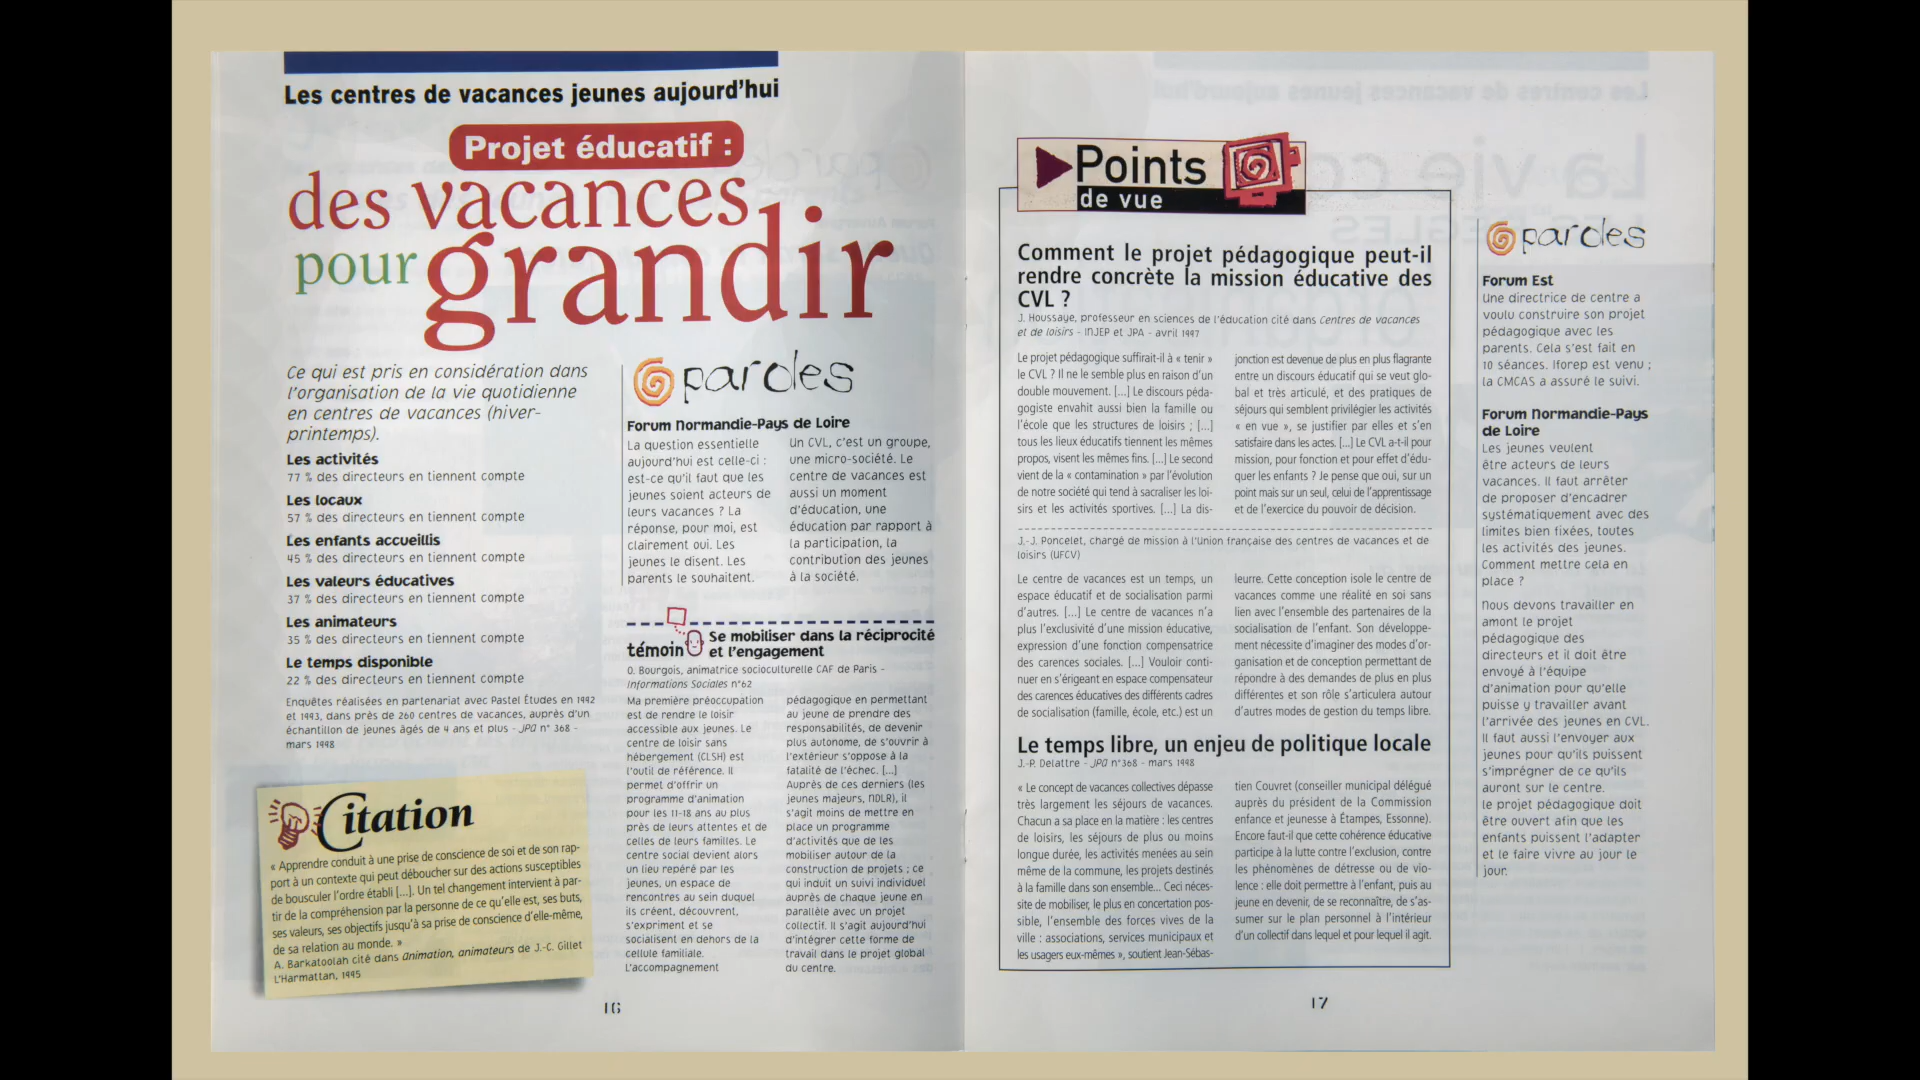 Les centres de vacances jeunes aujourd'hui
Projet éducatif :
des vacances
pour grandir
Ce qui est pris en considération dans
l'organisation de la vie quotidienne
en centres de vacances (hiver-
printemps).
Les activités
77 % des directeurs en tiennent compte
Les locaux
57 % des directeurs en tiennent compte
Les enfants accueillis
45 % des directeurs en tiennent compte
Les valeurs éducatives
37 % des directeurs en tiennent compte
Les animateurs
35 % des directeurs en tiennent compte
Le temps disponible
22 % des directeurs en tiennent compte
Enquêtes réalisées en partenariat avec Pastel Études en 1992
et 1993, dans près de 260 centres de vacances, auprès d'un
échantillon de jeunes âgés de 4 ans et plus - JPA n° 368 -
mars 1998
Citation
« Apprendre conduit à une prise de conscience de soi et de son rap-
port à un contexte qui peut déboucher sur des actions susceptibles
de bousculer l'ordre établi [...]. Un tel changement intervient à par-
tir de la compréhension par la personne de ce qu'elle est, ses buts,
ses valeurs, ses objectifs jusqu'à sa prise de conscience d'elle-même,
de sa relation au monde. »
A. Barkatoolah cité dans Animation, animateurs de J.-C. Gillet
L'Harmattan, 1995
paroles
Forum Normandie-Pays de Loire
La question essentielle
aujourd'hui est celle-ci :
est-ce qu'il faut que les
jeunes soient acteurs de
leurs vacances ? La
réponse, pour moi, est
clairement oui. Les
jeunes le disent. Les
parents le souhaitent.
Un CVL, c'est un groupe,
une micro-société. Le
centre de vacances est
aussi un moment
d'éducation, une
éducation par rapport à
la participation, la
contribution des jeunes
à la société.
témoin
Se mobiliser dans la réciprocité
et l'engagement
O. Bourgois, animatrice socioculturelle CAF de Paris -
Informations Sociales n°62
Ma première préoccupation
est de rendre le loisir
accessible aux jeunes. Le
centre de loisir sans
hébergement (CLSH) est
l'outil de référence. Il
permet d'offrir un
programme d'animation
pour les 11-18 ans au plus
près de leurs attentes et de
celles de leurs familles. Le
centre social devient alors
un lieu repéré par les
jeunes, un espace de
rencontres au sein duquel
ils créent, découvrent,
s'expriment et se
socialisent en dehors de la
cellule familiale.
L'accompagnement
pédagogique en permettant
au jeune de prendre des
responsabilités, de devenir
plus autonome, de s'ouvrir à
l'extérieur s'oppose à la
fatalité de l'échec. [...]
Auprès de ces derniers (les
jeunes majeurs, NDLR), il
s'agit moins de mettre en
place un programme
d'activités que de les
mobiliser autour de la
construction de projets ; ce
qui induit un suivi individuel
auprès de chaque jeune en
parallèle avec un projet
collectif. Il s'agit aujourd'hui
d'intégrer cette forme de
travail dans le projet global
du centre.
16
Points
de vue
Comment le projet pédagogique peut-il
rendre concrète la mission éducative des
CVL ?
J. Houssaye, professeur en sciences de l'éducation cité dans Centres de vacances
et de loisirs - INJEP et JPA - avril 1997
Le projet pédagogique suffirait-il à « tenir »
le CVL ? Il ne le semble plus en raison d'un
double mouvement. [...] Le discours péda-
gogiste envahit aussi bien la famille ou
l'école que les structures de loisirs ; [...]
tous les lieux éducatifs tiennent les mêmes
propos, visent les mêmes fins. [...] Le second
vient de la « contamination » par l'évolution
de notre société qui tend à sacraliser les loi-
sirs et les activités sportives. [...] La dis-
jonction est devenue de plus en plus flagrante
entre un discours éducatif qui se veut glo-
bal et très articulé, et des pratiques de
séjours qui semblent privilégier les activités
« en vue », se justifier par elles et s'en
satisfaire dans les actes. [...] Le CVL a-t-il pour
mission, pour fonction et pour effet d'édu-
quer les enfants ? Je pense que oui, sur un
point mais sur un seul, celui de l'apprentissage
et de l'exercice du pouvoir de décision.
J.-J. Poncelet, chargé de mission à l'Union française des centres de vacances et de
loisirs (UFCV)
Le centre de vacances est un temps, un
espace éducatif et de socialisation parmi
d'autres. [...] Le centre de vacances n'a
plus l'exclusivité d'une mission éducative,
expression d'une fonction compensatrice
des carences sociales. [...] Vouloir conti-
nuer en s'érigeant en espace compensateur
des carences éducatives des différents cadres
de socialisation (famille, école, etc.) est un
leurre. Cette conception isole le centre de
vacances comme une réalité en soi sans
lien avec l'ensemble des partenaires de la
socialisation de l'enfant. Son développe-
ment nécessite d'imaginer des modes d'or-
ganisation et de conception permettant de
répondre à des demandes de plus en plus
différentes et son rôle s'articulera autour
d'autres modes de gestion du temps libre.
Le temps libre, un enjeu de politique locale
J.-P. Delattre - JPA n°368 - mars 1998
« Le concept de vacances collectives dépasse
très largement les séjours de vacances.
Chacun a sa place en la matière : les centres
de loisirs, les séjours de plus ou moins
longue durée, les activités menées au sein
même de la commune, les projets destinés
à la famille dans son ensemble... Ceci néces-
site de mobiliser, le plus en concertation pos-
sible, l'ensemble des forces vives de la
ville : associations, services municipaux et
les usagers eux-mêmes », soutient Jean-Sébas-
tien Couvret (conseiller municipal délégué
auprès du président de la Commission
enfance et jeunesse à Étampes, Essonne).
Encore faut-il que cette cohérence éducative
participe à la lutte contre l'exclusion, contre
les phénomènes de détresse ou de vio-
lence : elle doit permettre à l'enfant, puis au
jeune en devenir, de se reconnaître, de s'as-
sumer sur le plan personnel à l'intérieur
d'un collectif dans lequel et pour lequel il agit.
paroles
Forum Est
Une directrice de centre a
voulu construire son projet
pédagogique avec les
parents. Cela s'est fait en
10 séances. Iforep est venu ;
la CMCAS a assuré le suivi.
Forum Normandie-Pays
de Loire
Les jeunes veulent
être acteurs de leurs
vacances. Il faut arrêter
de proposer d'encadrer
systématiquement avec des
limites bien fixées, toutes
les activités des jeunes.
Comment mettre cela en
place ?
Nous devons travailler en
amont le projet
pédagogique des
directeurs et il doit être
envoyé à l'équipe
d'animation pour qu'elle
puisse y travailler avant
l'arrivée des jeunes en CVL.
Il faut aussi l'envoyer aux
jeunes pour qu'ils puissent
s'imprégner de ce qu'ils
auront sur le centre.
le projet pédagogique doit
être ouvert afin que les
enfants puissent l'adapter
et le faire vivre au jour le
jour.
17